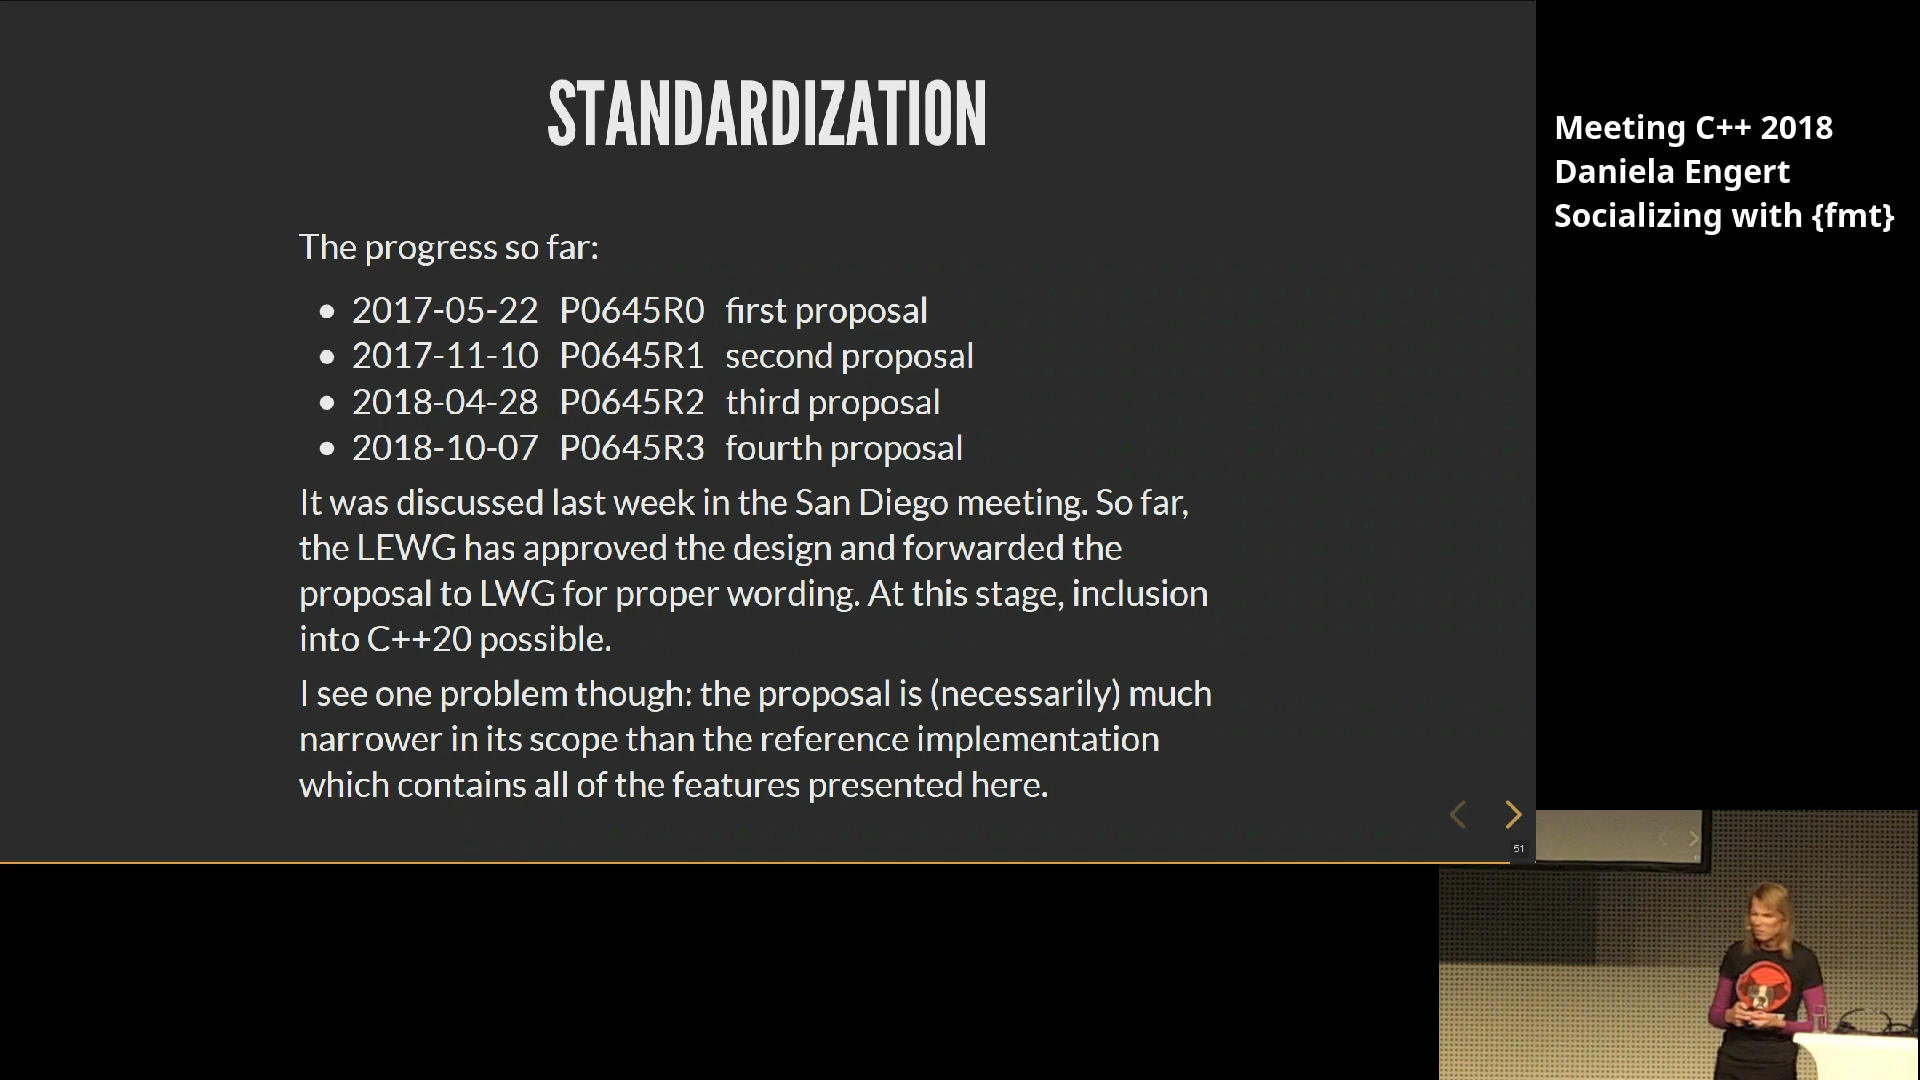 STANDARDIZATION
The progress so far:
• 2017-05-22 P0645R0 first proposal
• 2017-11-10 P0645R1 second proposal
• 2018-04-28 P0645R2 third proposal
• 2018-10-07 P0645R3 fourth proposal
It was discussed last week in the San Diego meeting. So far,
the LEWG has approved the design and forwarded the
proposal to LWG for proper wording. At this stage, inclusion
into C++20 possible.
I see one problem though: the proposal is (necessarily) much
narrower in its scope than the reference implementation
which contains all of the features presented here.
51
Meeting C++ 2018
Daniela Engert
Socializing with {fmt}